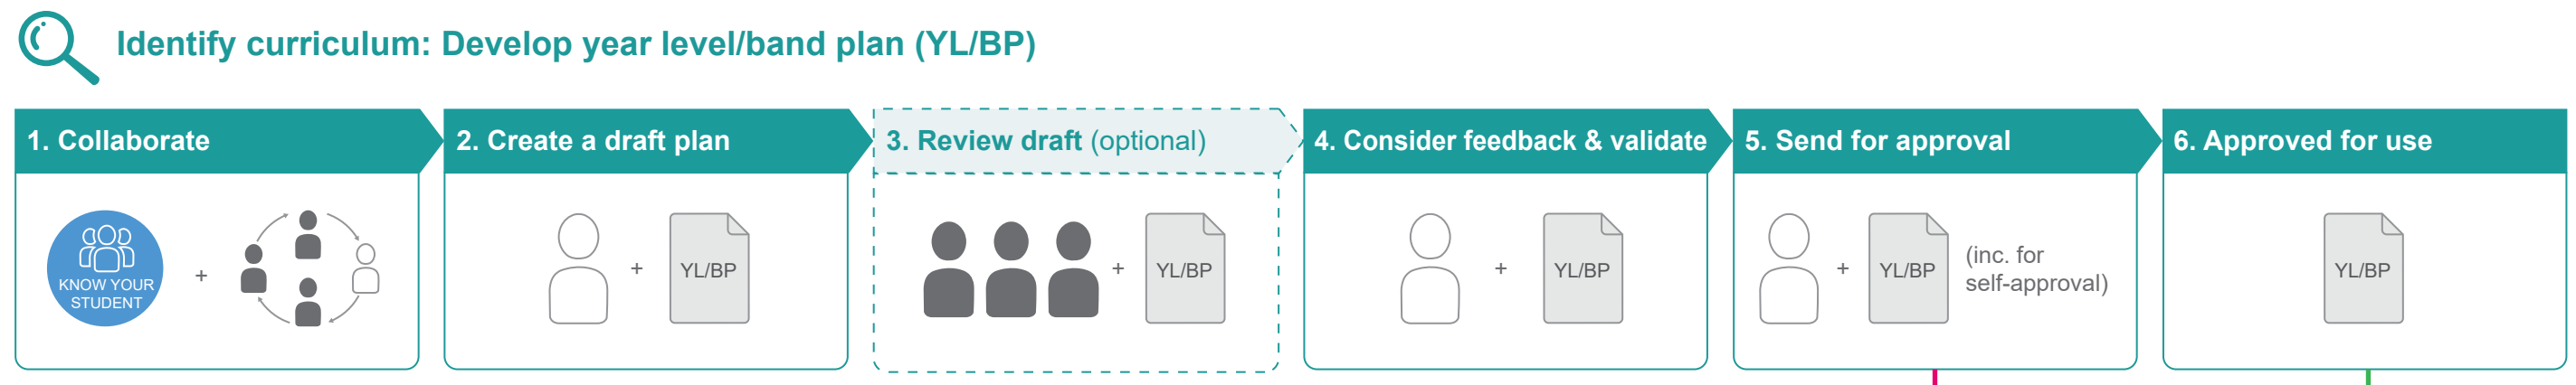 Identify curriculum: Develop year level/band plan (YL/BP)
1. Collaborate
2. Create a draft plan
3. Review draft (optional)
4. Consider feedback & validate
5. Send for approval
6. Approved for use
KNOW YOUR
STUDENT
+
+
YL/BP
+
YL/BP
+
YL/BP
+
YL/BP
(inc. for
self-approval)
YL/BP